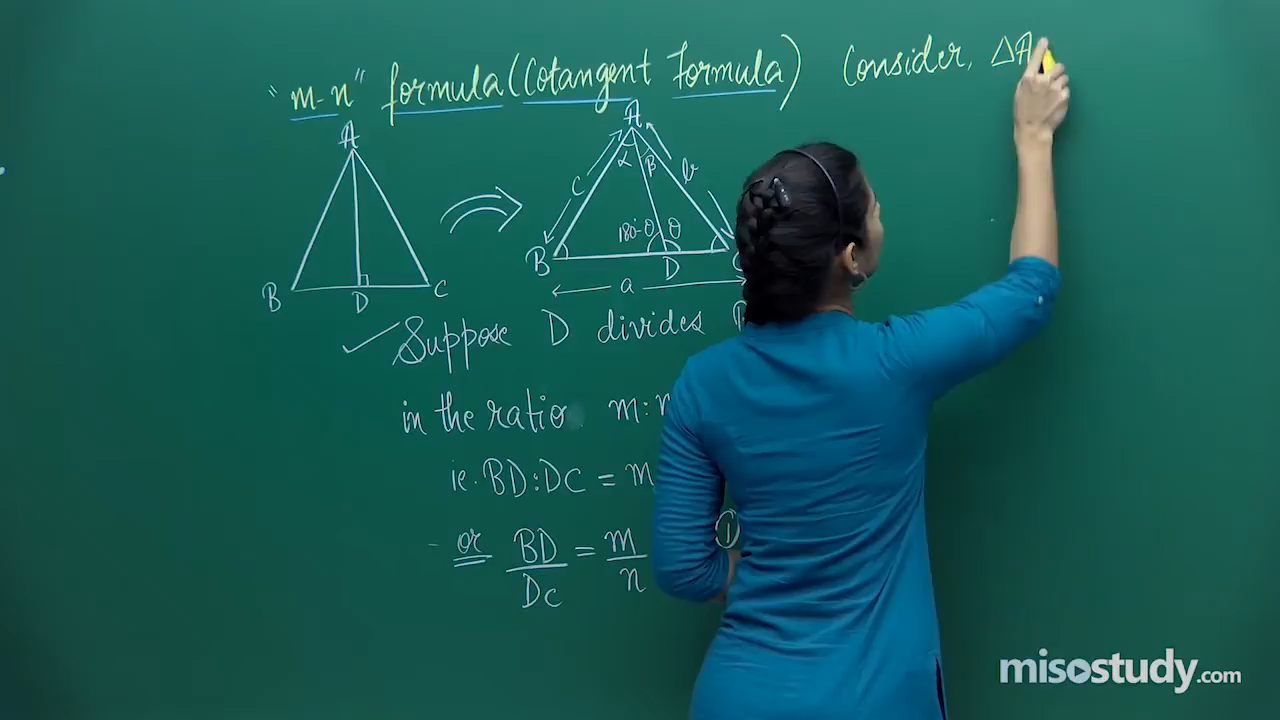 "m-n" formula (Cotangent Formula) Consider, ΔA
A
B D C
A
α β
c b
180-θ θ
B D C
a
Suppose D divides
in the ratio m:n
ie. BD:DC = m
or BD/DC = m/n ①
misostudy.com